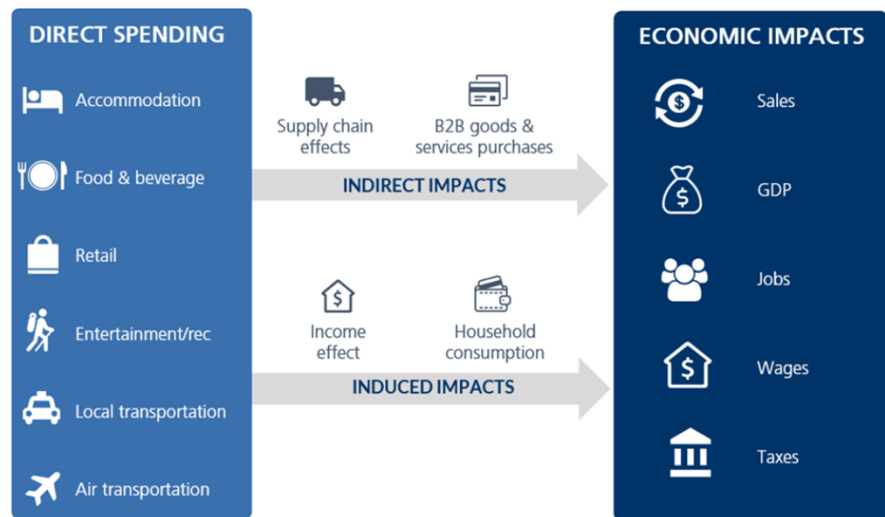 DIRECT SPENDING
Accommodation
Food & beverage
Retail
Entertainment/rec
Local transportation
Air transportation
Supply chain
effects
B2B goods &
services purchases
INDIRECT IMPACTS
Income
effect
Household
consumption
INDUCED IMPACTS
ECONOMIC IMPACTS
Sales
GDP
Jobs
Wages
Taxes